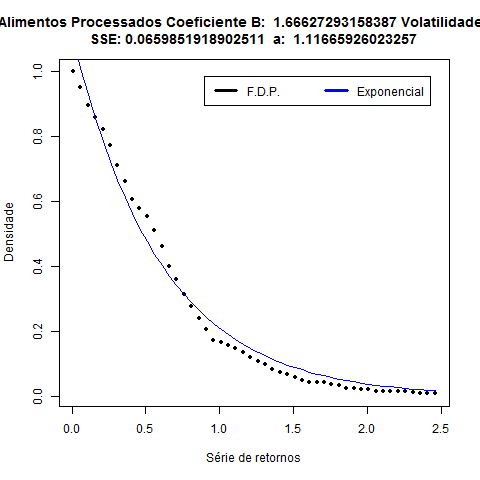 Alimentos Processados Coeficiente B: 1.66627293158387 Volatilidade
SSE: 0.0659851918902511 a: 1.11665926023257
F.D.P.
Exponencial
Densidade
1.0
0.8
0.6
0.4
0.2
0.0
0.0 0.5 1.0 1.5 2.0 2.5
Série de retornos